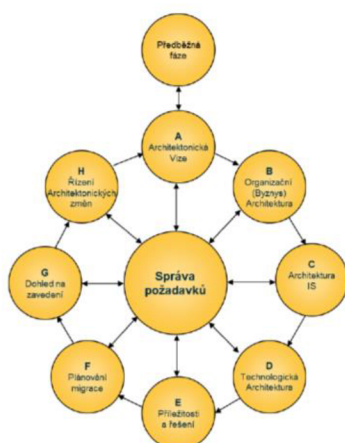 Předběžná
fáze
A
Architektonická
Vize
B
Organizační
(Byznys)
Architektura
C
Architektura
IS
D
Technologická
Architektura
E
Příležitosti
a řešení
F
Plánování
migrace
G
Dohled na
zavedení
H
Řízení
Architektonických
změn
Správa
požadavků